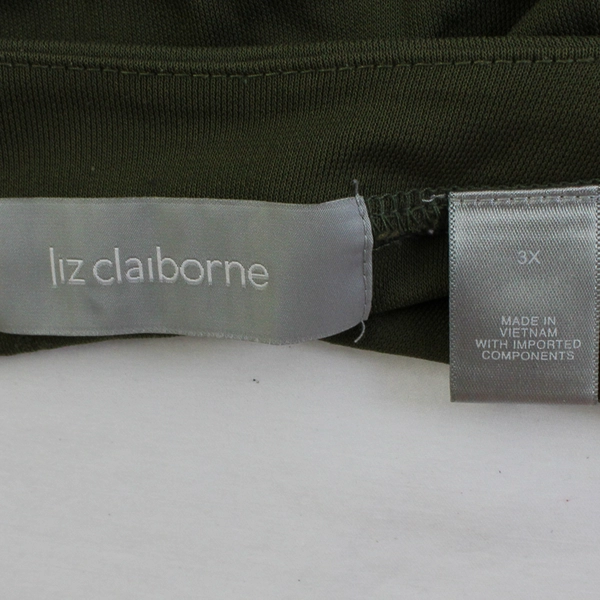 liz claiborne
3X
MADE IN
VIETNAM
WITH IMPORTED
COMPONENTS